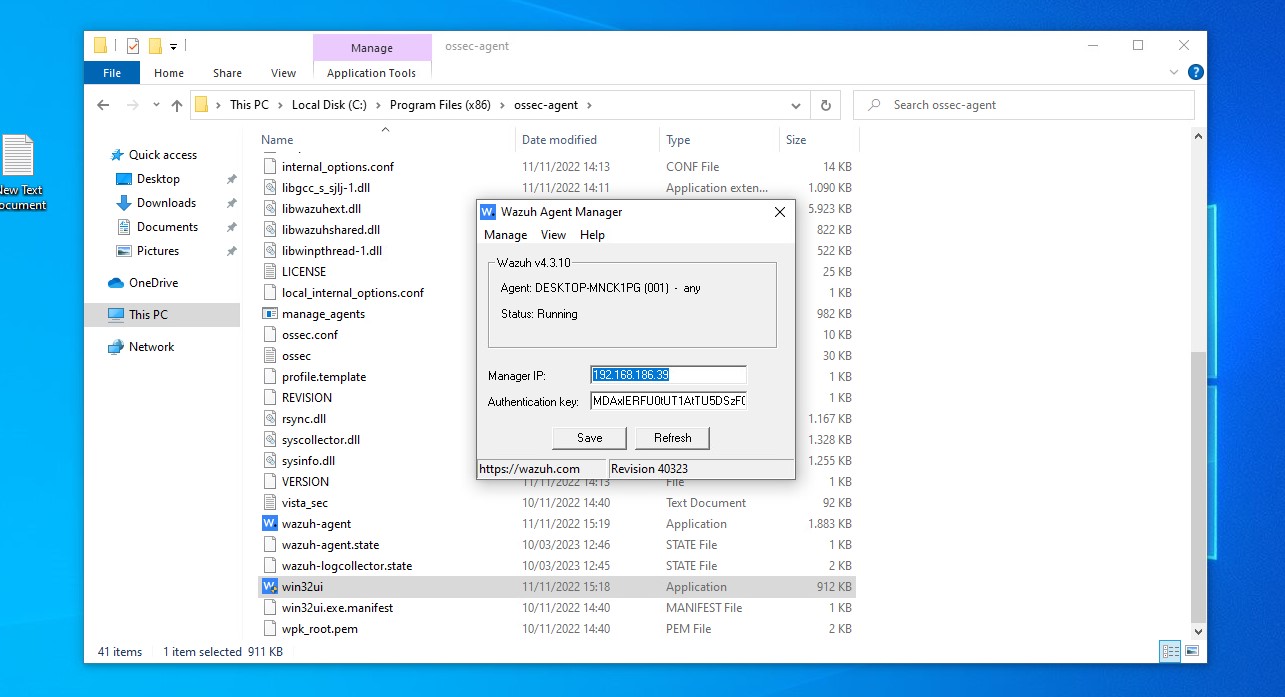 Manage
ossec-agent
File
Home
Share
View
Application Tools
?
This PC
Local Disk (C:)
Program Files (x86)
ossec-agent
Search ossec-agent
Name
Date modified
Type
Size
Quick access
Desktop
Downloads
Documents
Pictures
OneDrive
This PC
Network
New Text
ocument
internal_options.conf 11/11/2022 14:13 CONF File 14 KB
libgcc_s_sjlj-1.dll 11/11/2022 14:11 Application exten... 1.090 KB
libwazuhext.dll 5.923 KB
libwazuhshared.dll 822 KB
libwinpthread-1.dll 522 KB
LICENSE 25 KB
local_internal_options.conf 1 KB
manage_agents 982 KB
ossec.conf 10 KB
ossec 30 KB
profile.template 1 KB
REVISION 1 KB
rsync.dll 1.167 KB
syscollector.dll 1.328 KB
sysinfo.dll 1.255 KB
VERSION 11/11/2022 14:13 File 1 KB
vista_sec 10/11/2022 14:40 Text Document 92 KB
wazuh-agent 11/11/2022 15:19 Application 1.883 KB
wazuh-agent.state 10/03/2023 12:46 STATE File 1 KB
wazuh-logcollector.state 10/03/2023 12:45 STATE File 2 KB
win32ui 11/11/2022 15:18 Application 912 KB
win32ui.exe.manifest 10/11/2022 14:40 MANIFEST File 1 KB
wpk_root.pem 10/11/2022 14:40 PEM File 2 KB
41 items
1 item selected 911 KB
W. Wazuh Agent Manager
Manage View Help
Wazuh v4.3.10
Agent: DESKTOP-MNCK1PG (001) - any
Status: Running
Manager IP: 192.168.186.39
Authentication key: MDAxIERFU0tUT1AtTU5DSzFG
Save
Refresh
https://wazuh.com
Revision 40323